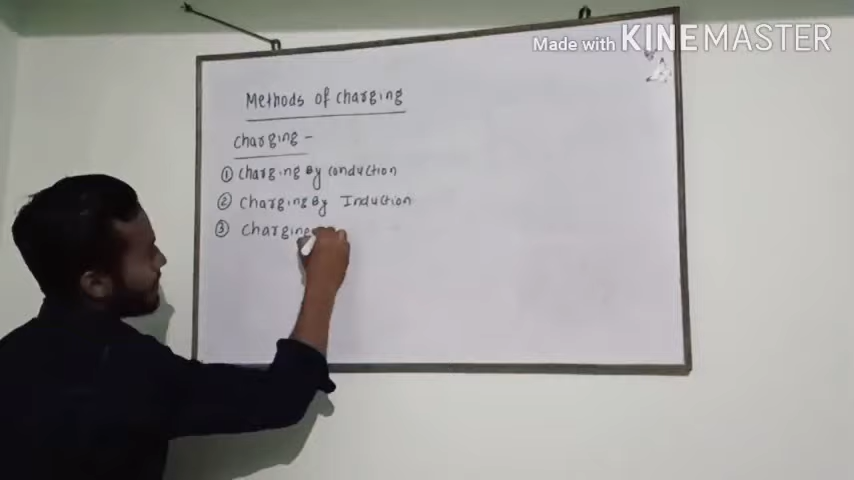 Made with KINEMASTER
Methods of charging
charging -
① charging By conduction
② Charging By Induction
③ Charging